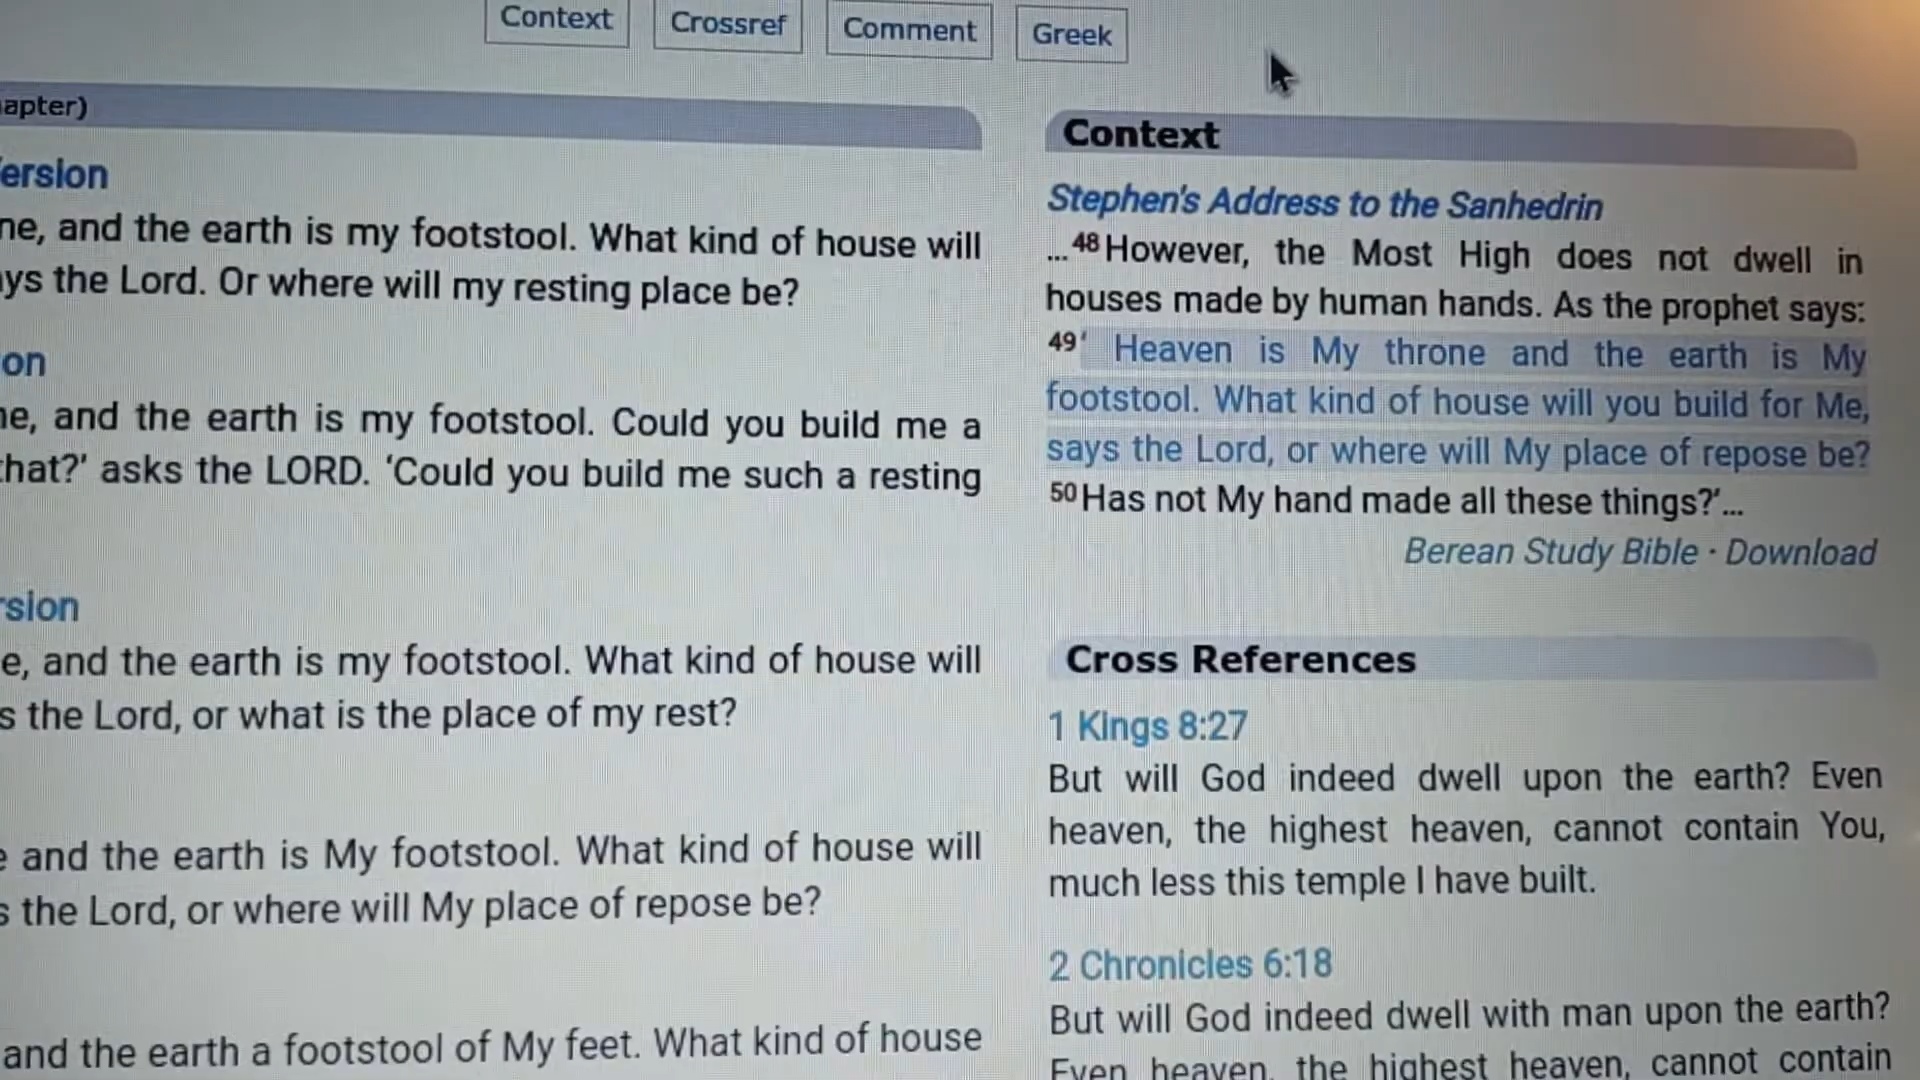 Context
Crossref
Comment
Greek
apter)
ersion
ne, and the earth is my footstool. What kind of house will
ys the Lord. Or where will my resting place be?
on
ne, and the earth is my footstool. Could you build me a
that?’ asks the LORD. ‘Could you build me such a resting
rsion
e, and the earth is my footstool. What kind of house will
s the Lord, or what is the place of my rest?
e and the earth is My footstool. What kind of house will
s the Lord, or where will My place of repose be?
and the earth a footstool of My feet. What kind of house
Context
Stephen's Address to the Sanhedrin
...48However, the Most High does not dwell in
houses made by human hands. As the prophet says:
49‘ Heaven is My throne and the earth is My
footstool. What kind of house will you build for Me,
says the Lord, or where will My place of repose be?
50Has not My hand made all these things?’...
Berean Study Bible · Download
Cross References
1 Kings 8:27
But will God indeed dwell upon the earth? Even
heaven, the highest heaven, cannot contain You,
much less this temple I have built.
2 Chronicles 6:18
But will God indeed dwell with man upon the earth?
Even heaven, the highest heaven, cannot contain